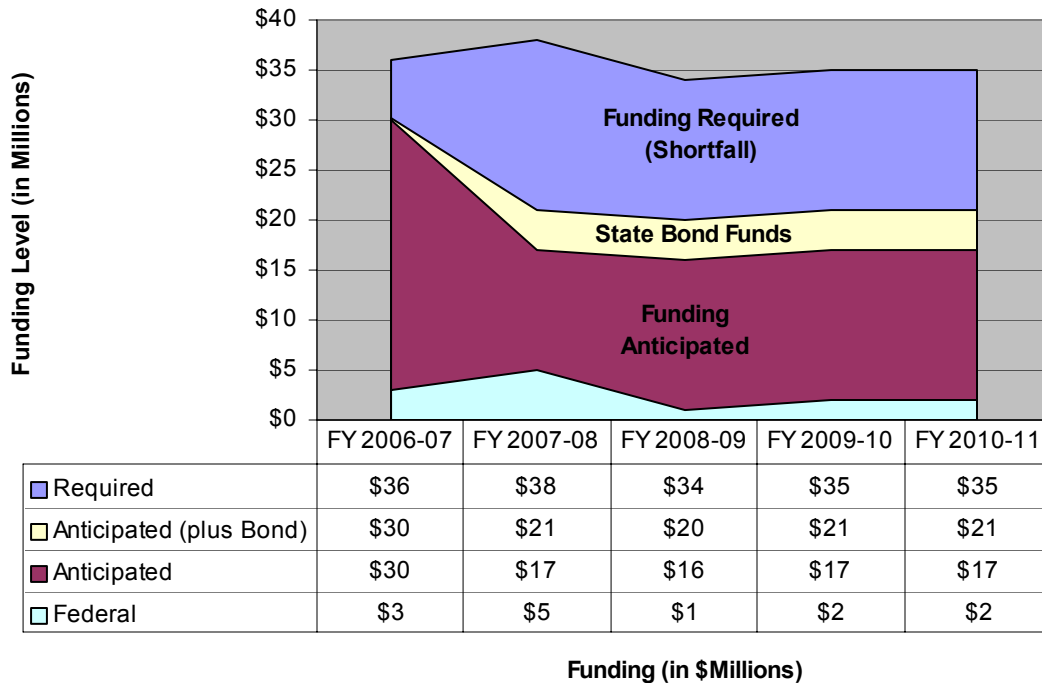 Funding Level (in Millions)
$40
$35
$30
$25
$20
$15
$10
$5
$0
Funding Required
(Shortfall)
State Bond Funds
Funding
Anticipated
FY 2006-07 FY 2007-08 FY 2008-09 FY 2009-10 FY 2010-11
Required $36 $38 $34 $35 $35
Anticipated (plus Bond) $30 $21 $20 $21 $21
Anticipated $30 $17 $16 $17 $17
Federal $3 $5 $1 $2 $2
Funding (in $Millions)